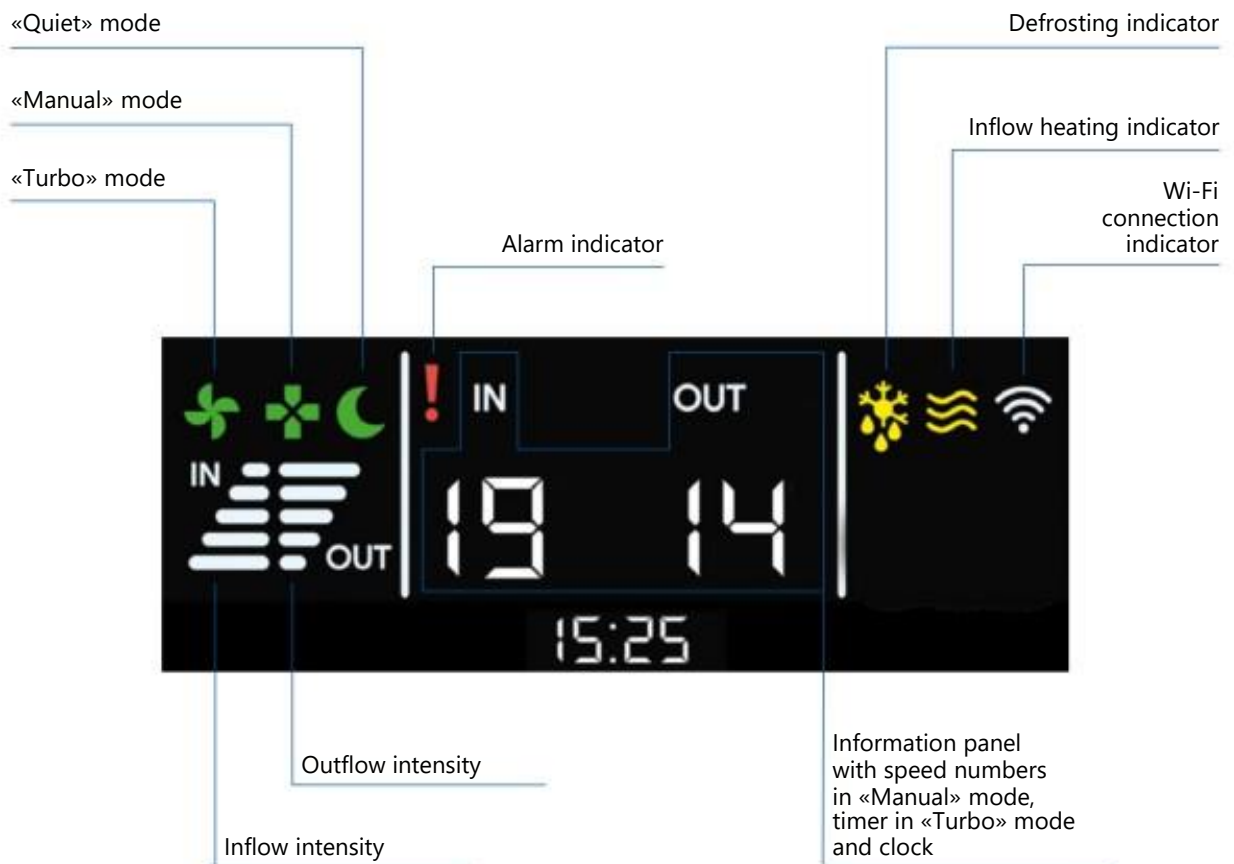 «Quiet» mode
Defrosting indicator
«Manual» mode
Inflow heating indicator
«Turbo» mode
Wi-Fi
connection
indicator
Alarm indicator
IN
OUT
IN
OUT
19
14
15:25
Outflow intensity
Inflow intensity
Information panel
with speed numbers
in «Manual» mode,
timer in «Turbo» mode
and clock